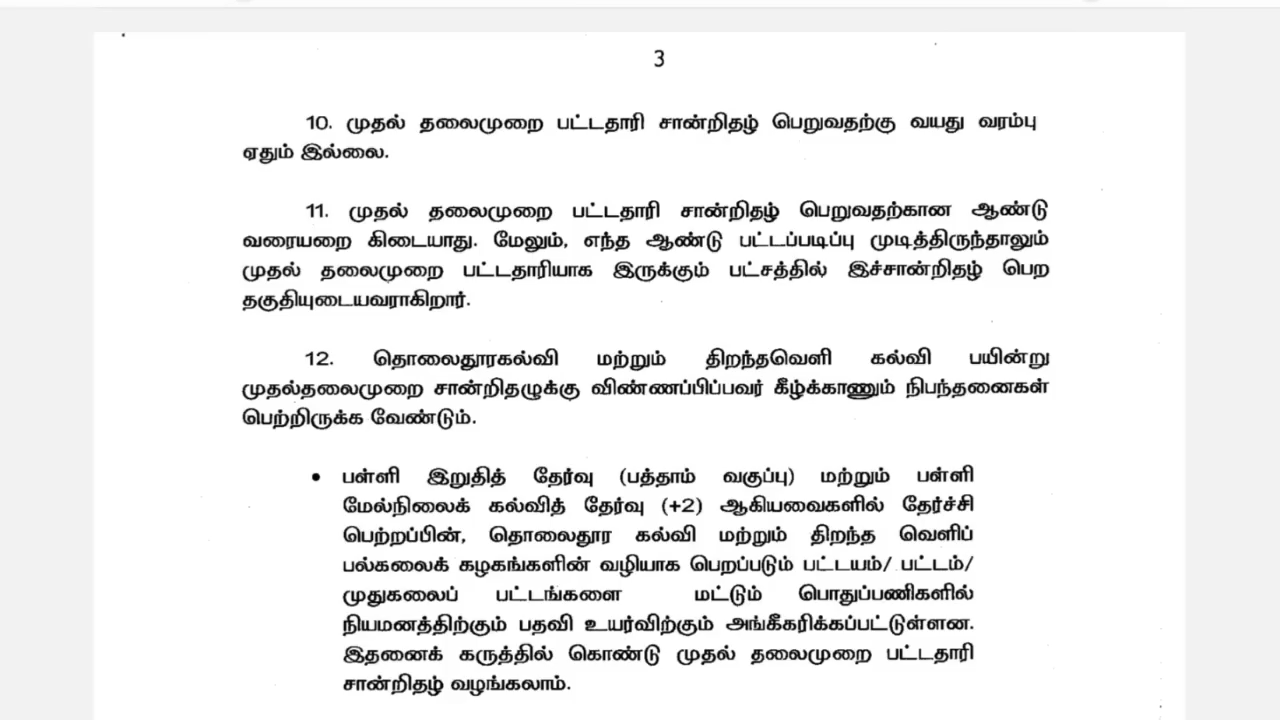 3
10. முதல் தலைமுறை பட்டதாரி சான்றிதழ் பெறுவதற்கு வயது வரம்பு
ஏதும் இல்லை.
11. முதல் தலைமுறை பட்டதாரி சான்றிதழ் பெறுவதற்கான ஆண்டு
வரையறை கிடையாது. மேலும், எந்த ஆண்டு பட்டப்படிப்பு முடித்திருந்தாலும்
முதல் தலைமுறை பட்டதாரியாக இருக்கும் பட்சத்தில் இச்சான்றிதழ் பெற
தகுதியுடையவராகிறார்.
12. தொலைதூரகல்வி மற்றும் திறந்தவெளி கல்வி பயின்று
முதல்தலைமுறை சான்றிதழுக்கு விண்ணப்பிப்பவர் கீழ்க்காணும் நிபந்தனைகள்
பெற்றிருக்க வேண்டும்.
• பள்ளி இறுதித் தேர்வு (பத்தாம் வகுப்பு) மற்றும் பள்ளி
மேல்நிலைக் கல்வித் தேர்வு (+2) ஆகியவைகளில் தேர்ச்சி
பெற்றப்பின், தொலைதூர கல்வி மற்றும் திறந்த வெளிப்
பல்கலைக் கழகங்களின் வழியாக பெறப்படும் பட்டயம்/ பட்டம்/
முதுகலைப் பட்டங்களை மட்டும் பொதுப்பணிகளில்
நியமனத்திற்கும் பதவி உயர்விற்கும் அங்கீகரிக்கப்பட்டுள்ளன.
இதனைக் கருத்தில் கொண்டு முதல் தலைமுறை பட்டதாரி
சான்றிதழ் வழங்கலாம்.